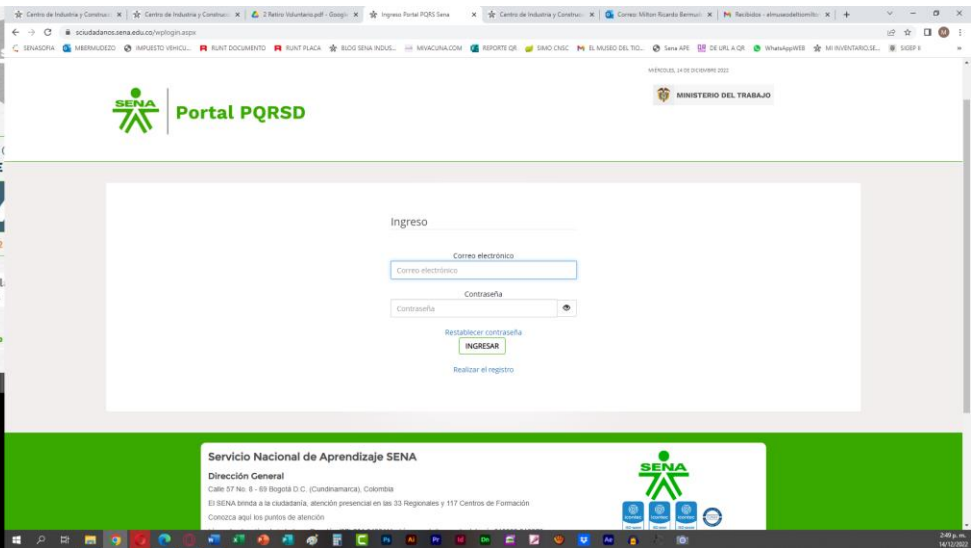 Centro de Industria y Construc
Centro de Industria y Construc
2 Retiro Voluntario.pdf - Google
Ingreso Portal PQRS Sena
Centro de Industria y Construc
Correo: Milton Ricardo Bermud
Recibidos - almuseodeltiomilto
sciudadanos.sena.edu.co/wplogin.aspx
SENASOFIA
MBERMUDEZO
IMPUESTO VEHICU...
RUNT DOCUMENTO
RUNT PLACA
BLOG SENA INDUS...
MIVACUNA.COM
REPORTE QR
SIMO CNSC
EL MUSEO DEL TIO...
Sena APE
DE URL A QR
WhatsAppWEB
MI INVENTARIO.SE...
SIGEP II
MIÉRCOLES, 14 DE DICIEMBRE 2022
SENA
Portal PQRSD
MINISTERIO DEL TRABAJO
Ingreso
Correo electrónico
Correo electrónico
Contraseña
Contraseña
Restablecer contraseña
INGRESAR
Realizar el registro
Servicio Nacional de Aprendizaje SENA
Dirección General
Calle 57 No. 8 - 69 Bogotá D.C. (Cundinamarca), Colombia
El SENA brinda a la ciudadanía, atención presencial en las 33 Regionales y 117 Centros de Formación
Conozca aquí los puntos de atención
SENA
2:49 p. m.
14/12/2022